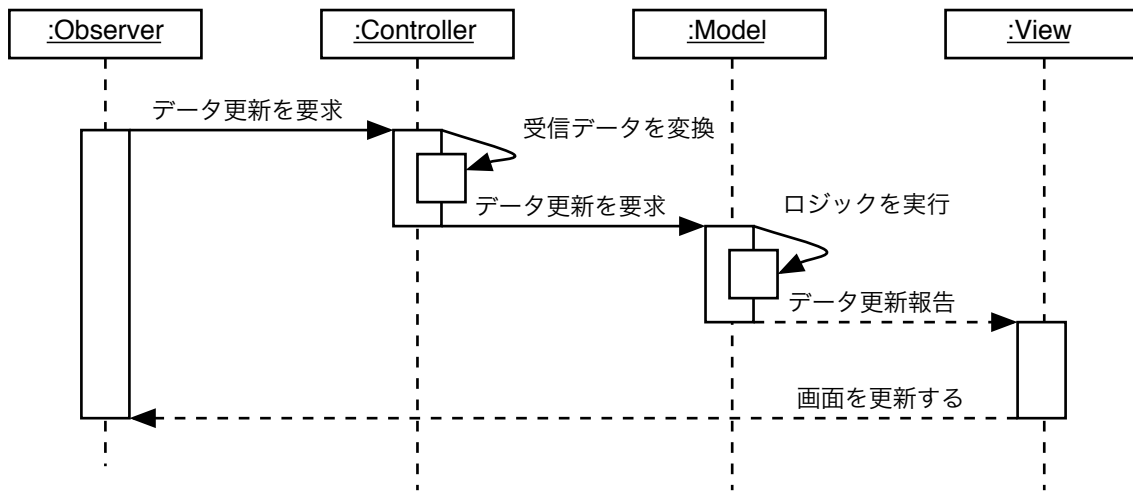 :Observer
:Controller
:Model
:View
データ更新を要求
受信データを変換
データ更新を要求
ロジックを実行
データ更新報告
画面を更新する